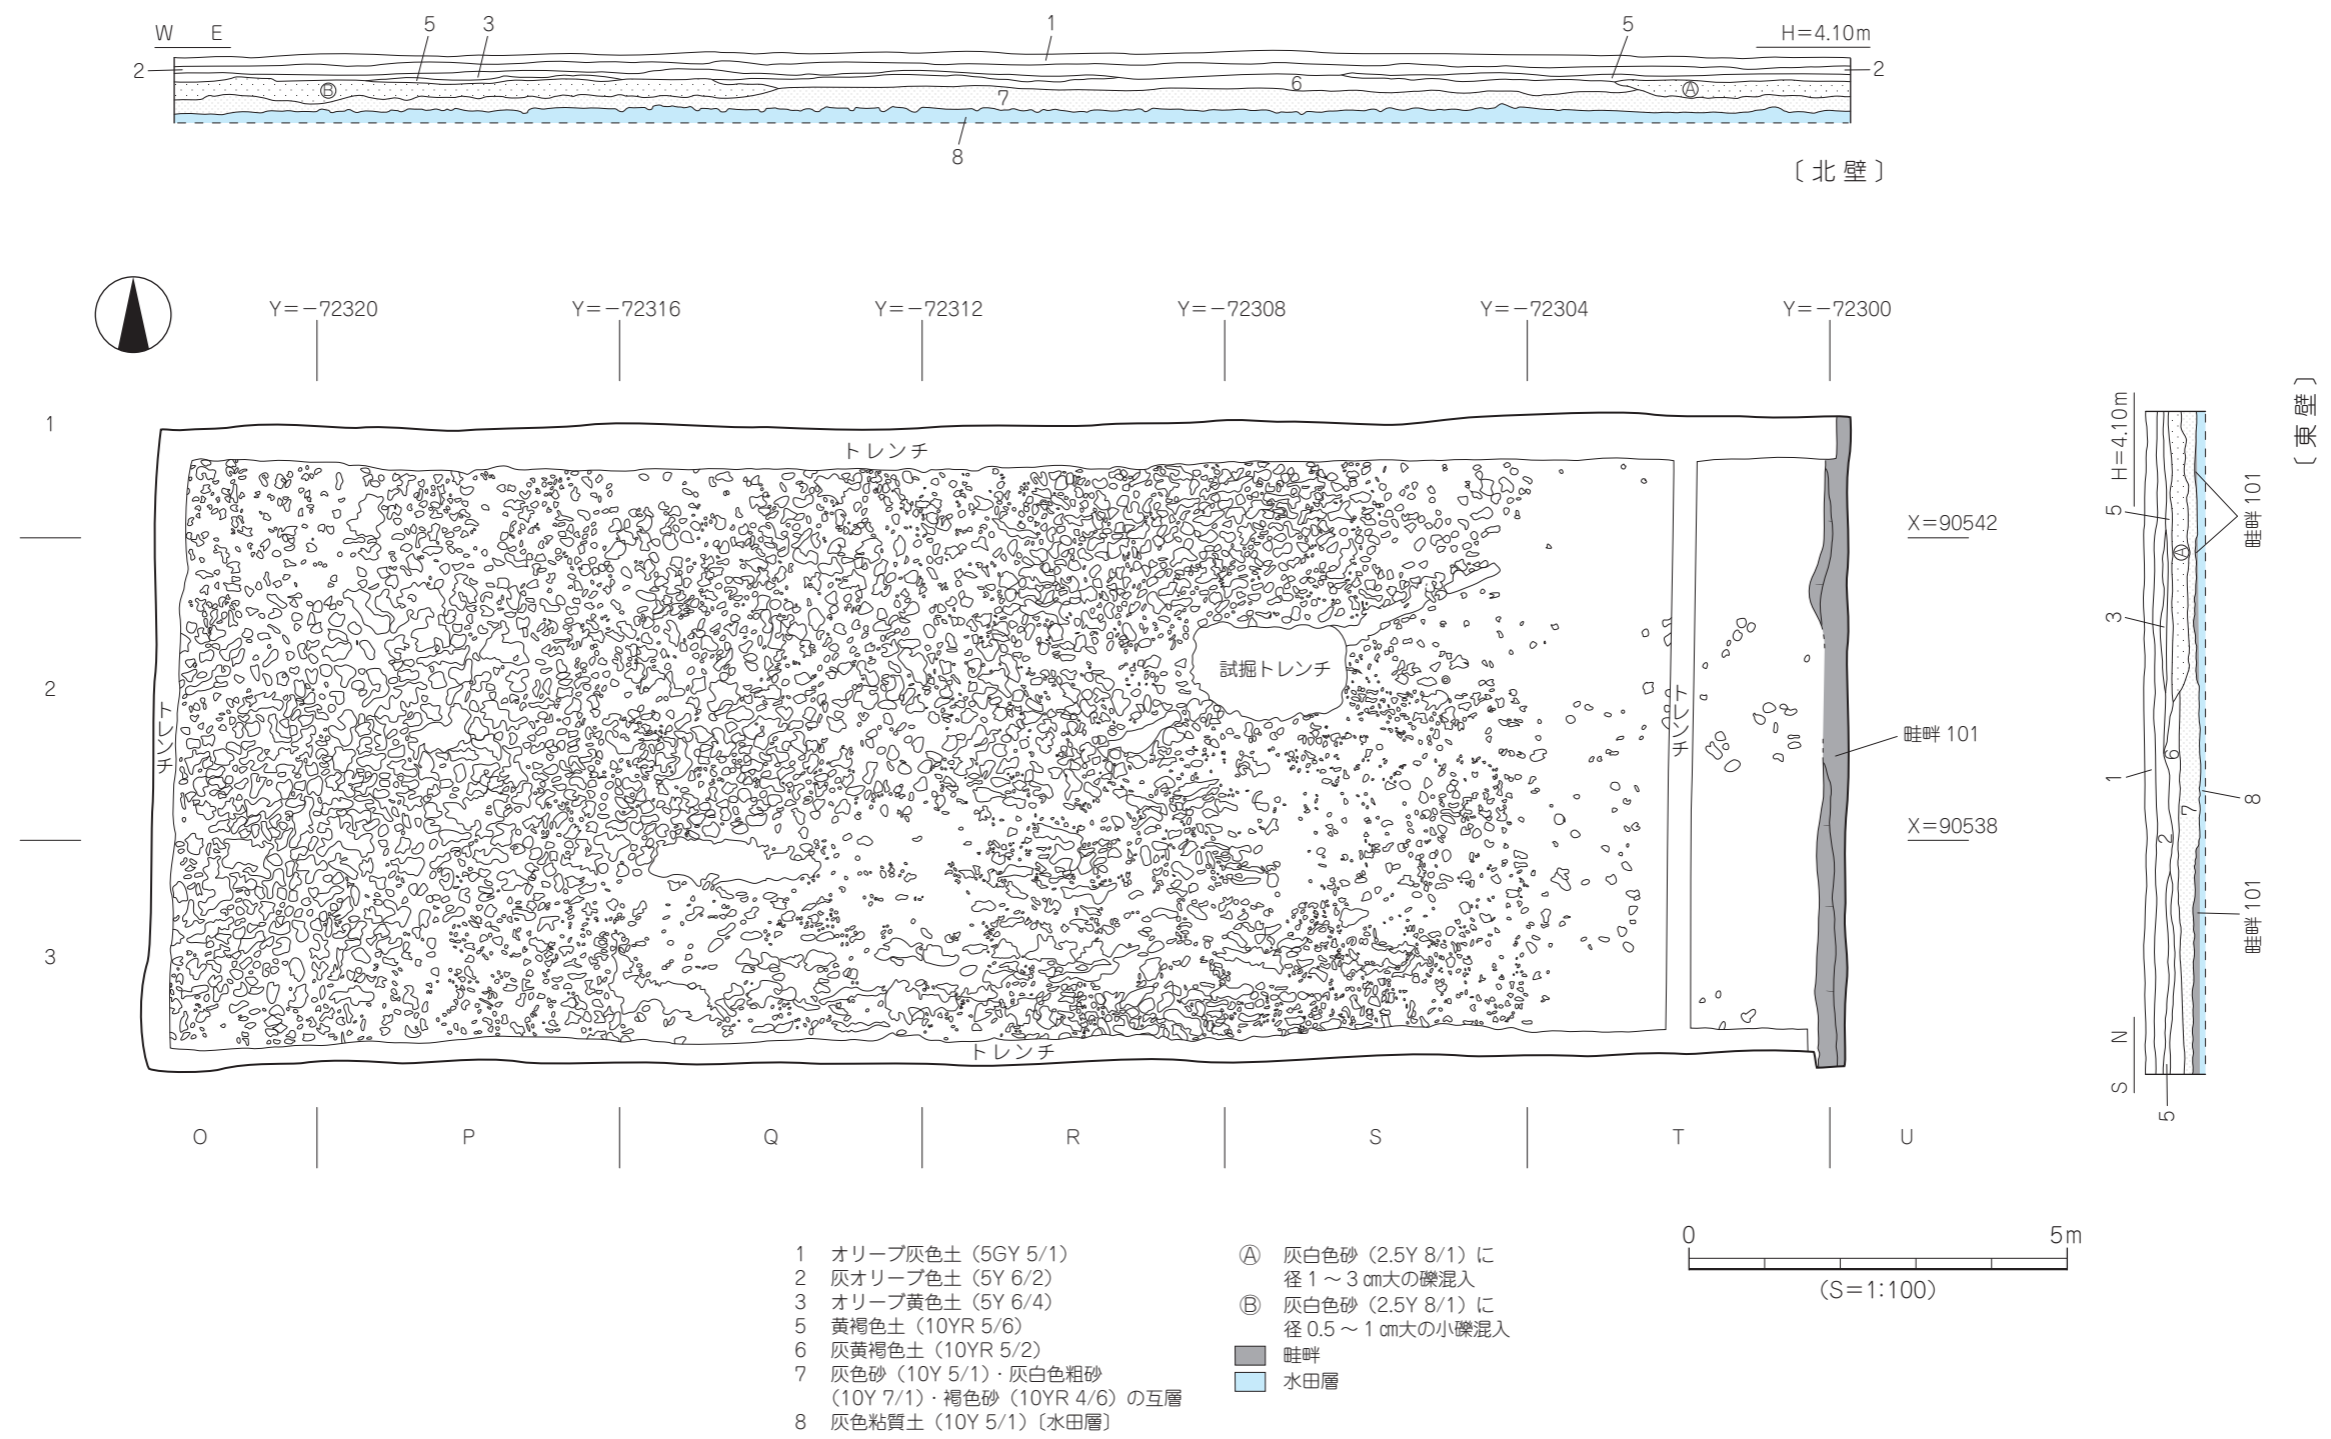 W E
5
3
1
5
H=4.10m
2
2
Ⓑ
7
6
Ⓐ
8
〔北壁〕
Y=-72320
Y=-72316
Y=-72312
Y=-72308
Y=-72304
Y=-72300
1
2
3
トレンチ
トレンチ
試掘トレンチ
トレンチ
トレンチ
X=90542
畦畔 101
X=90538
O
P
Q
R
S
T
U
〔東壁〕
H=4.10m
5
Ⓐ
畦畔 101
3
6
1
7
8
2
畦畔 101
S N
5
1 オリーブ灰色土（5GY 5/1）
2 灰オリーブ色土（5Y 6/2）
3 オリーブ黄色土（5Y 6/4）
5 黄褐色土（10YR 5/6）
6 灰黄褐色土（10YR 5/2）
7 灰色砂（10Y 5/1）・灰白色粗砂
（10Y 7/1）・褐色砂（10YR 4/6）の互層
8 灰色粘質土（10Y 5/1）〔水田層〕
Ⓐ 灰白色砂（2.5Y 8/1）に
径 1 ～ 3 ㎝大の礫混入
Ⓑ 灰白色砂（2.5Y 8/1）に
径 0.5 ～ 1 ㎝大の小礫混入
畦畔
水田層
0 5m
（S=1:100）